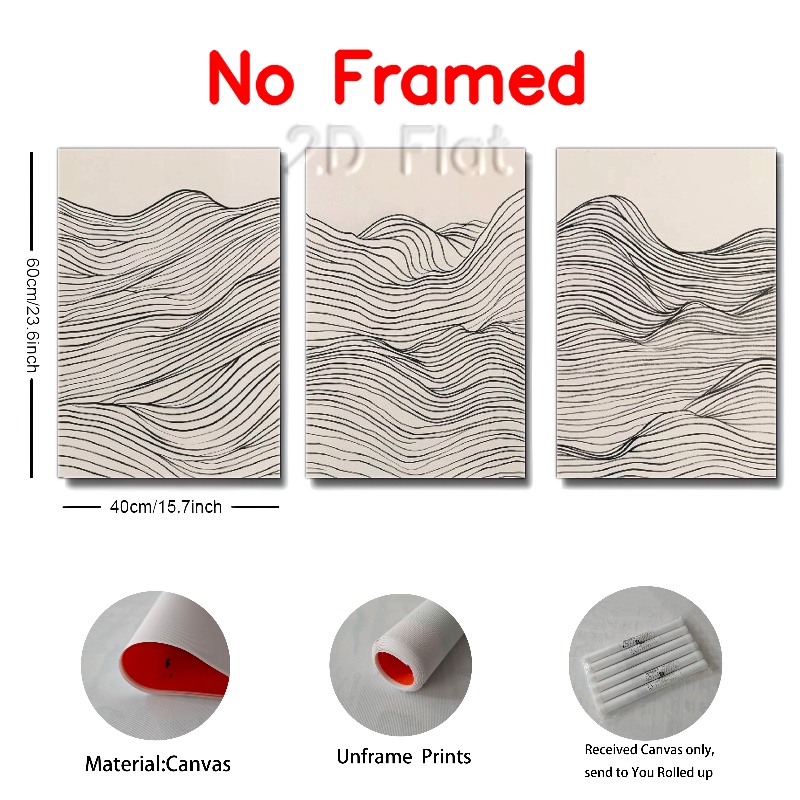 No Framed
2D Flat
60cm/23.6inch
40cm/15.7inch
Material:Canvas
Unframe Prints
Received Canvas only,
send to You Rolled up